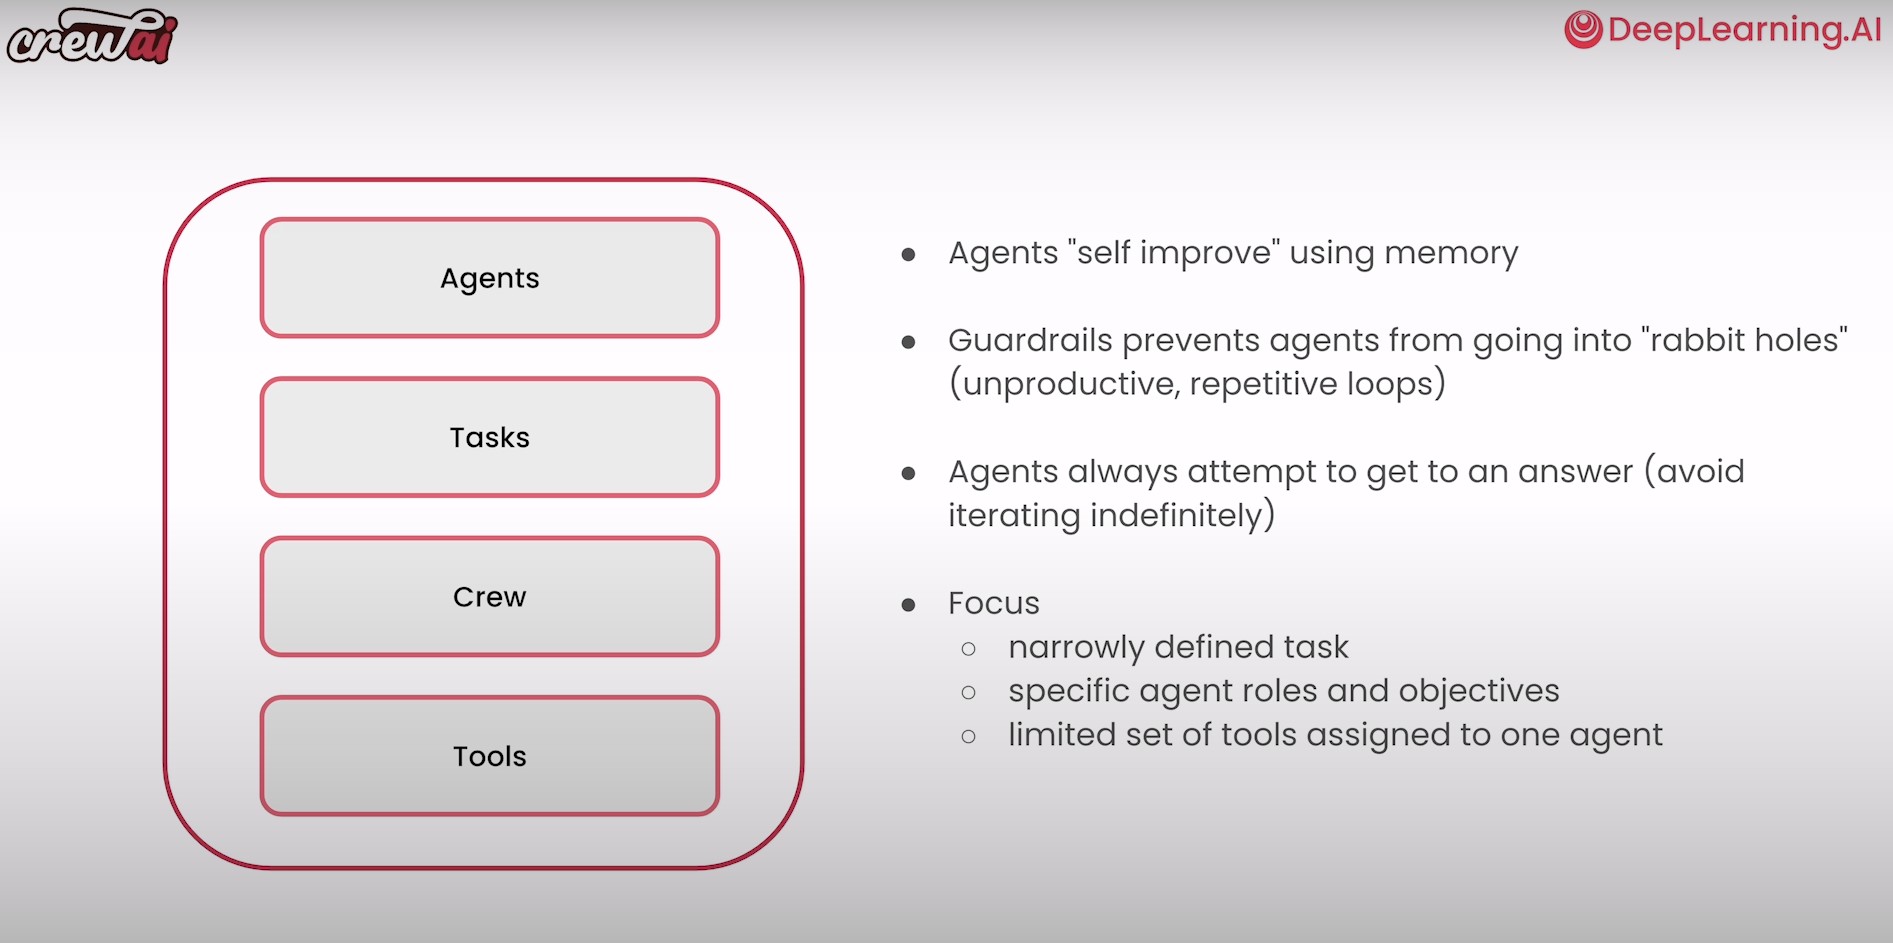 crewai
DeepLearning.AI
Agents
Tasks
Crew
Tools
● Agents "self improve" using memory
● Guardrails prevents agents from going into "rabbit holes"
(unproductive, repetitive loops)
● Agents always attempt to get to an answer (avoid
iterating indefinitely)
● Focus
○ narrowly defined task
○ specific agent roles and objectives
○ limited set of tools assigned to one agent